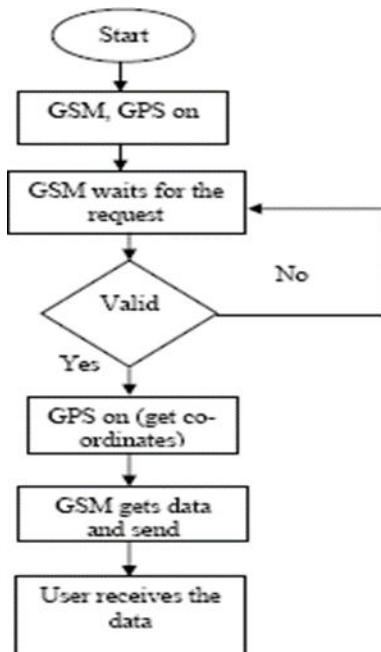 Start
GSM, GPS on
GSM waits for the
request
No
Valid
Yes
GPS on (get co-
ordinates)
GSM gets data
and send
User receives the
data